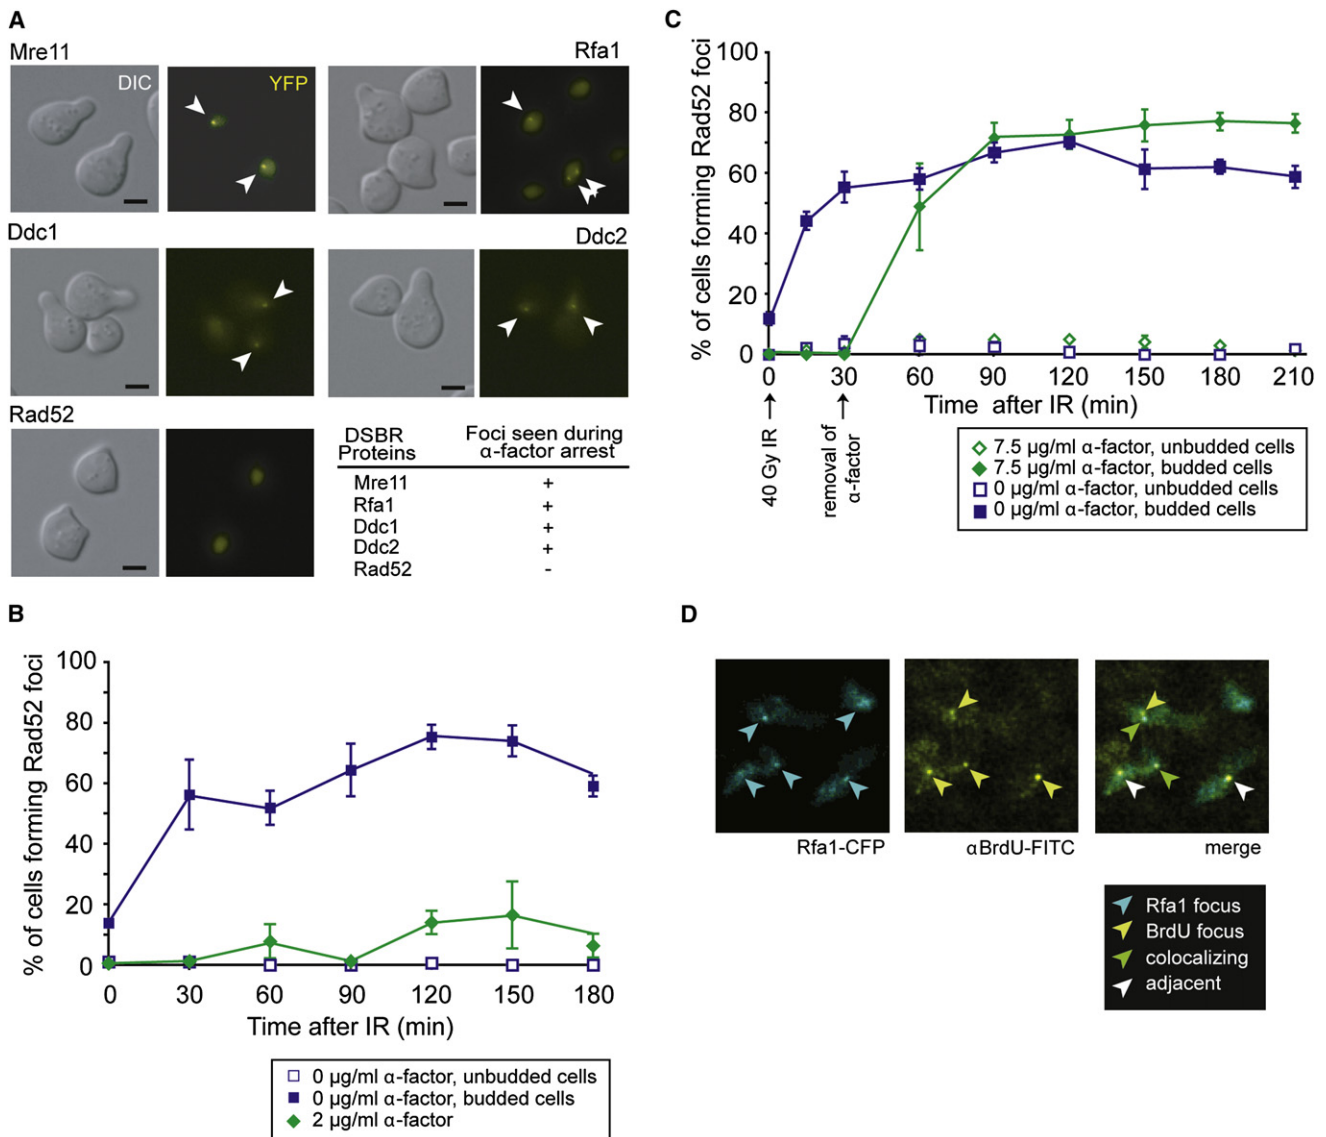 A
Mre11
Rfa1
DIC
YFP
Ddc1
Ddc2
Rad52
DSBR Proteins
Foci seen during α-factor arrest
Mre11 +
Rfa1 +
Ddc1 +
Ddc2 +
Rad52 -
B
% of cells forming Rad52 foci
100
80
60
40
20
0
0 30 60 90 120 150 180
Time after IR (min)
0 µg/ml α-factor, unbudded cells
0 µg/ml α-factor, budded cells
2 µg/ml α-factor
C
% of cells forming Rad52 foci
100
80
60
40
20
0
0 30 60 90 120 150 180 210
Time after IR (min)
40 Gy IR
removal of
α-factor
7.5 µg/ml α-factor, unbudded cells
7.5 µg/ml α-factor, budded cells
0 µg/ml α-factor, unbudded cells
0 µg/ml α-factor, budded cells
D
Rfa1-CFP
αBrdU-FITC
merge
Rfa1 focus
BrdU focus
colocalizing
adjacent